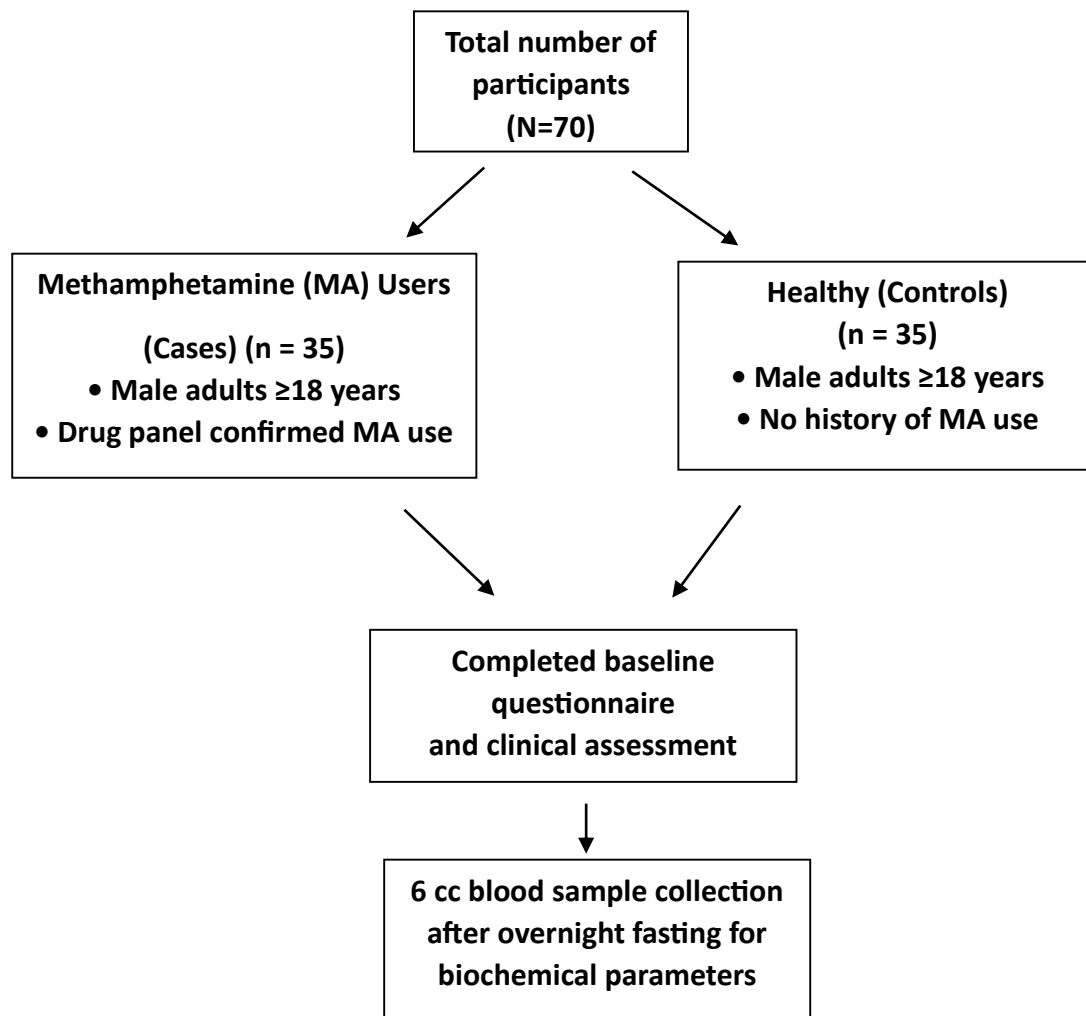 Total number of
participants
(N=70)
Methamphetamine (MA) Users
(Cases) (n = 35)
• Male adults ≥18 years
• Drug panel confirmed MA use
Healthy (Controls)
(n = 35)
• Male adults ≥18 years
• No history of MA use
Completed baseline
questionnaire
and clinical assessment
6 cc blood sample collection
after overnight fasting for
biochemical parameters